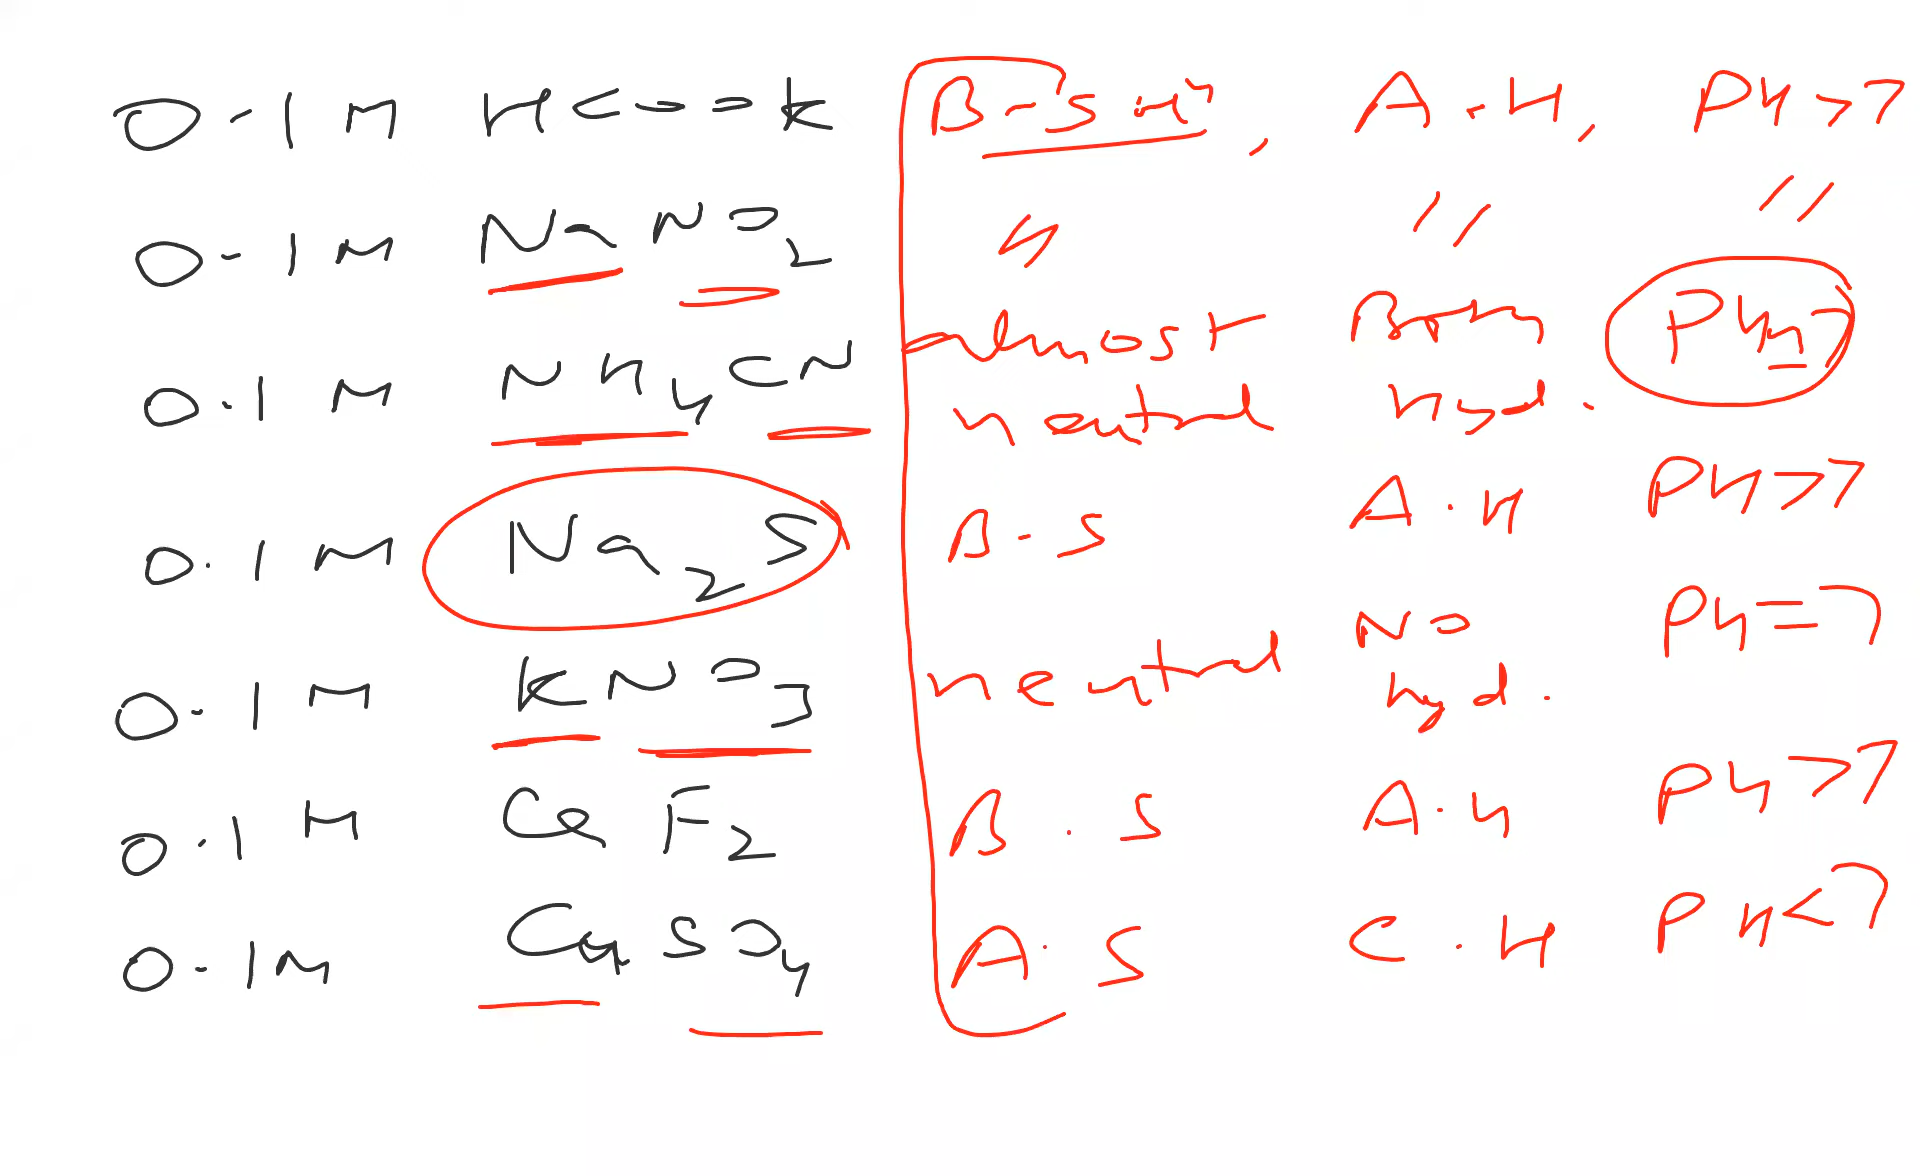 0.1 M HCOOK B.S Hy, A.H, PH>7
0.1 M NaNO2 " " "
0.1 M NH4CN almost neutral Both hyd. PH≈7
0.1 M Na2S B.S A.H PH>7
0.1 M KNO3 neutral No hyd. PH=7
0.1 M CaF2 B.S A.H PH>7
0.1M CuSO4 A.S C.H PH<7